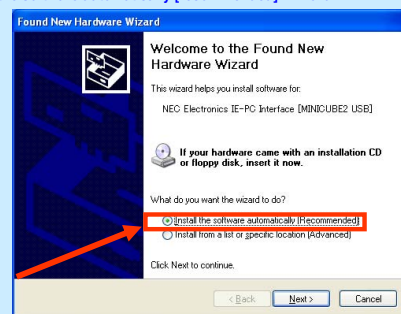 Found New Hardware Wizard
Welcome to the Found New
Hardware Wizard
This wizard helps you install software for:
NEC Electronics IE-PC Interface [MINICUBE2 USB]
If your hardware came with an installation CD
or floppy disk, insert it now.
What do you want the wizard to do?
Install the software automatically (Recommended)
Install from a list or specific location (Advanced)
Click Next to continue.
< Back Next > Cancel